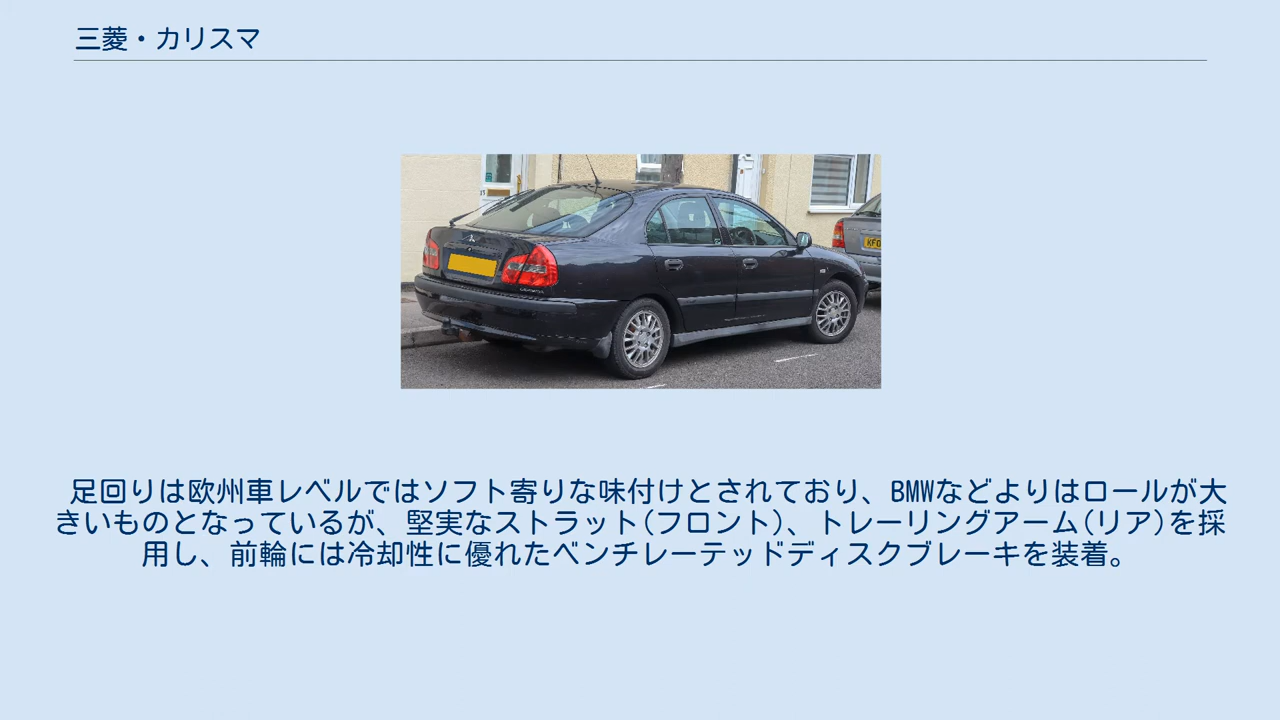 三菱・カリスマ
KF0
足回りは欧州車レベルではソフト寄りな味付けとされており、BMWなどよりはロールが大
きいものとなっているが、堅実なストラット(フロント)、トレーリングアーム(リア)を採
用し、前輪には冷却性に優れたベンチレーテッドディスクブレーキを装着。